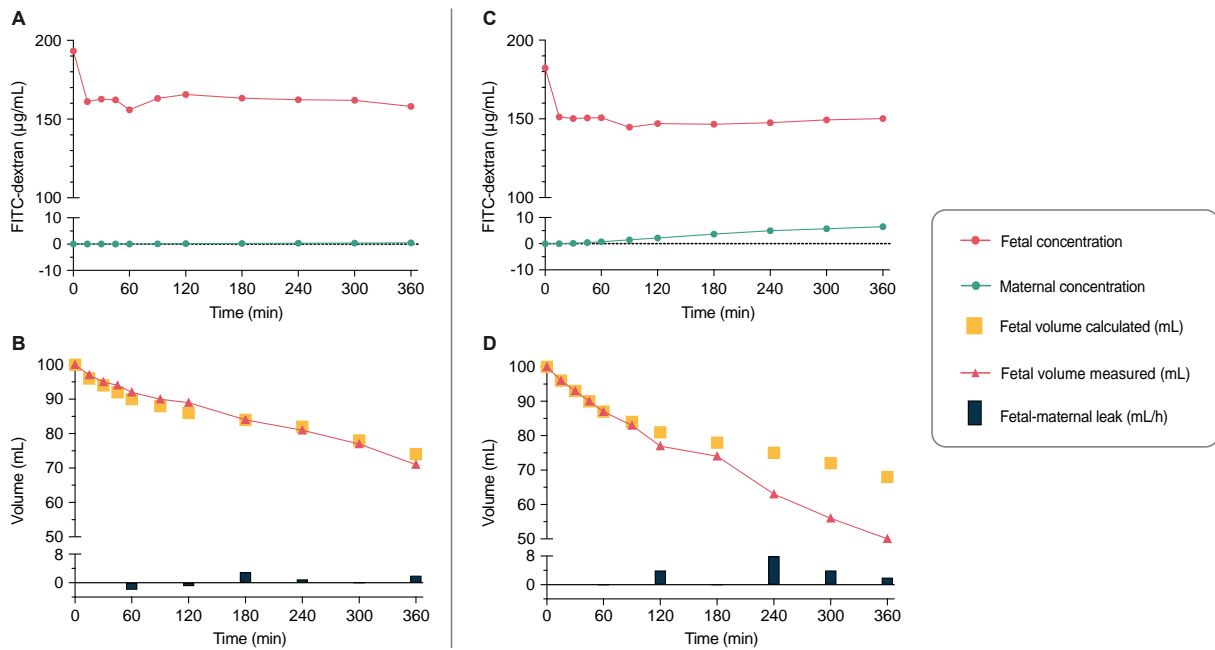 A
200
150
100
10
0
-10
FITC-dextran (µg/mL)
0 60 120 180 240 300 360
Time (min)
B
100
90
80
70
60
50
8
0
Volume (mL)
0 60 120 180 240 300 360
Time (min)
C
200
150
100
10
0
-10
FITC-dextran (µg/mL)
0 60 120 180 240 300 360
Time (min)
D
100
90
80
70
60
50
8
0
Volume (mL)
0 60 120 180 240 300 360
Time (min)
Fetal concentration
Maternal concentration
Fetal volume calculated (mL)
Fetal volume measured (mL)
Fetal-maternal leak (mL/h)